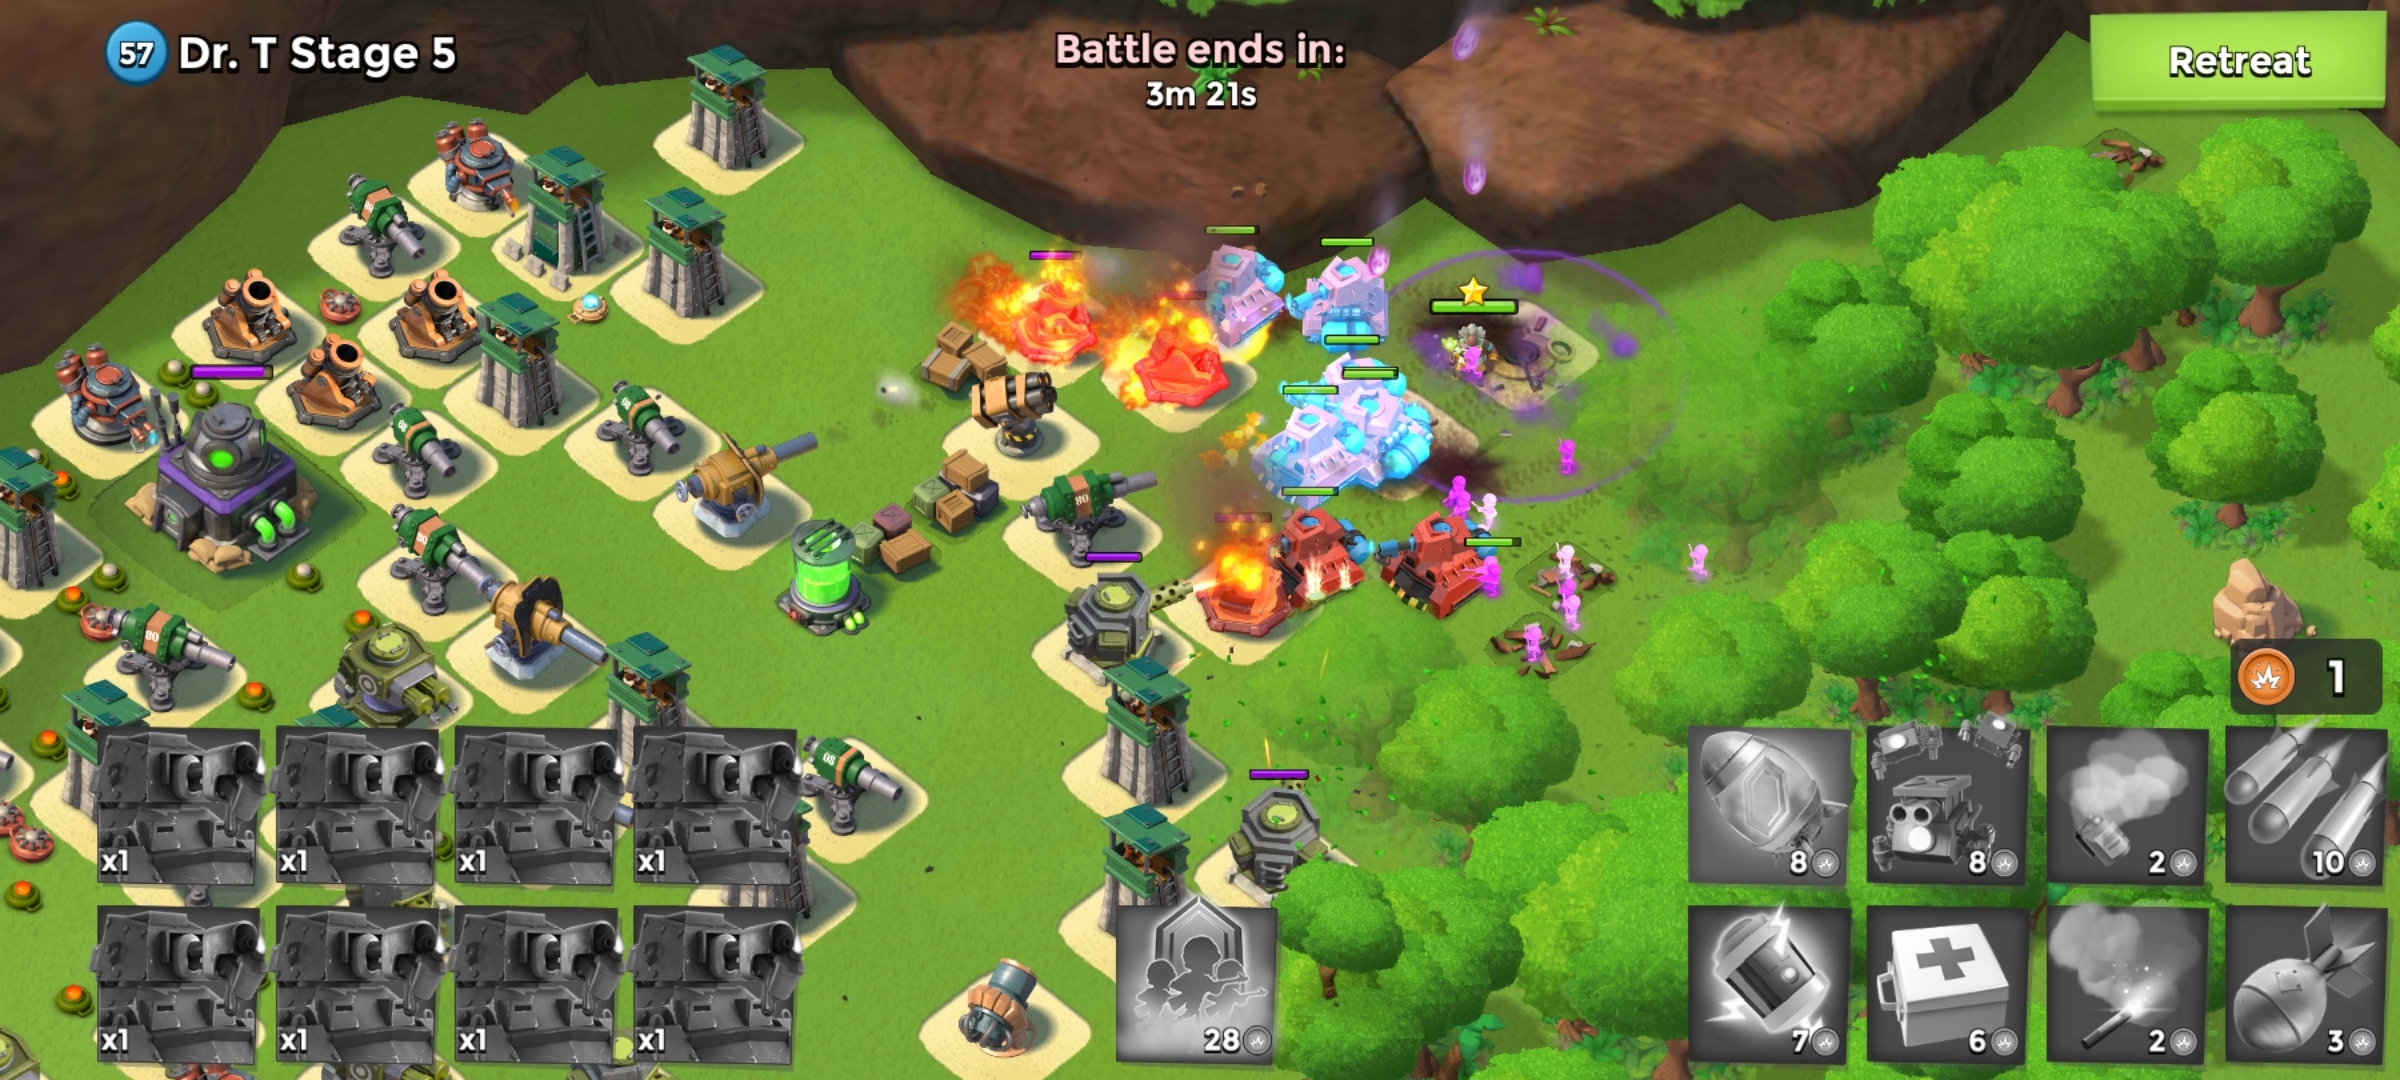 57 Dr. T Stage 5
Battle ends in:
3m 21s
Retreat
1
x1 x1 x1 x1
8 8 2 10
x1 x1 x1 x1
28
7 6 2 3